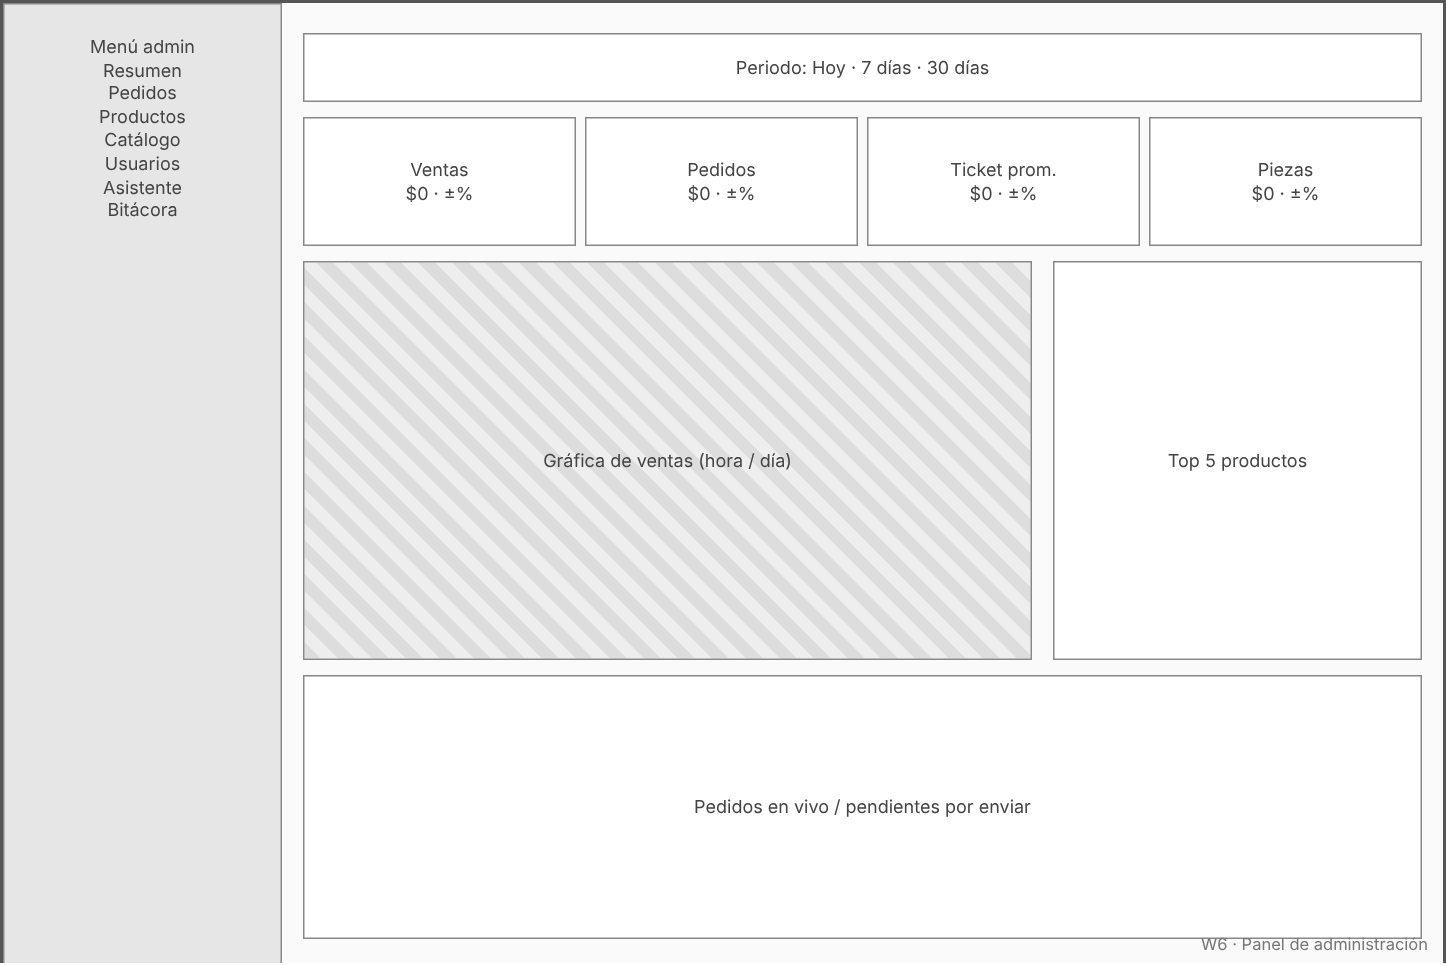 Menú admin
Resumen
Pedidos
Productos
Catálogo
Usuarios
Asistente
Bitácora
Periodo: Hoy · 7 días · 30 días
Ventas
$0 · ±%
Pedidos
$0 · ±%
Ticket prom.
$0 · ±%
Piezas
$0 · ±%
Gráfica de ventas (hora / día)
Top 5 productos
Pedidos en vivo / pendientes por enviar
W6 · Panel de administración